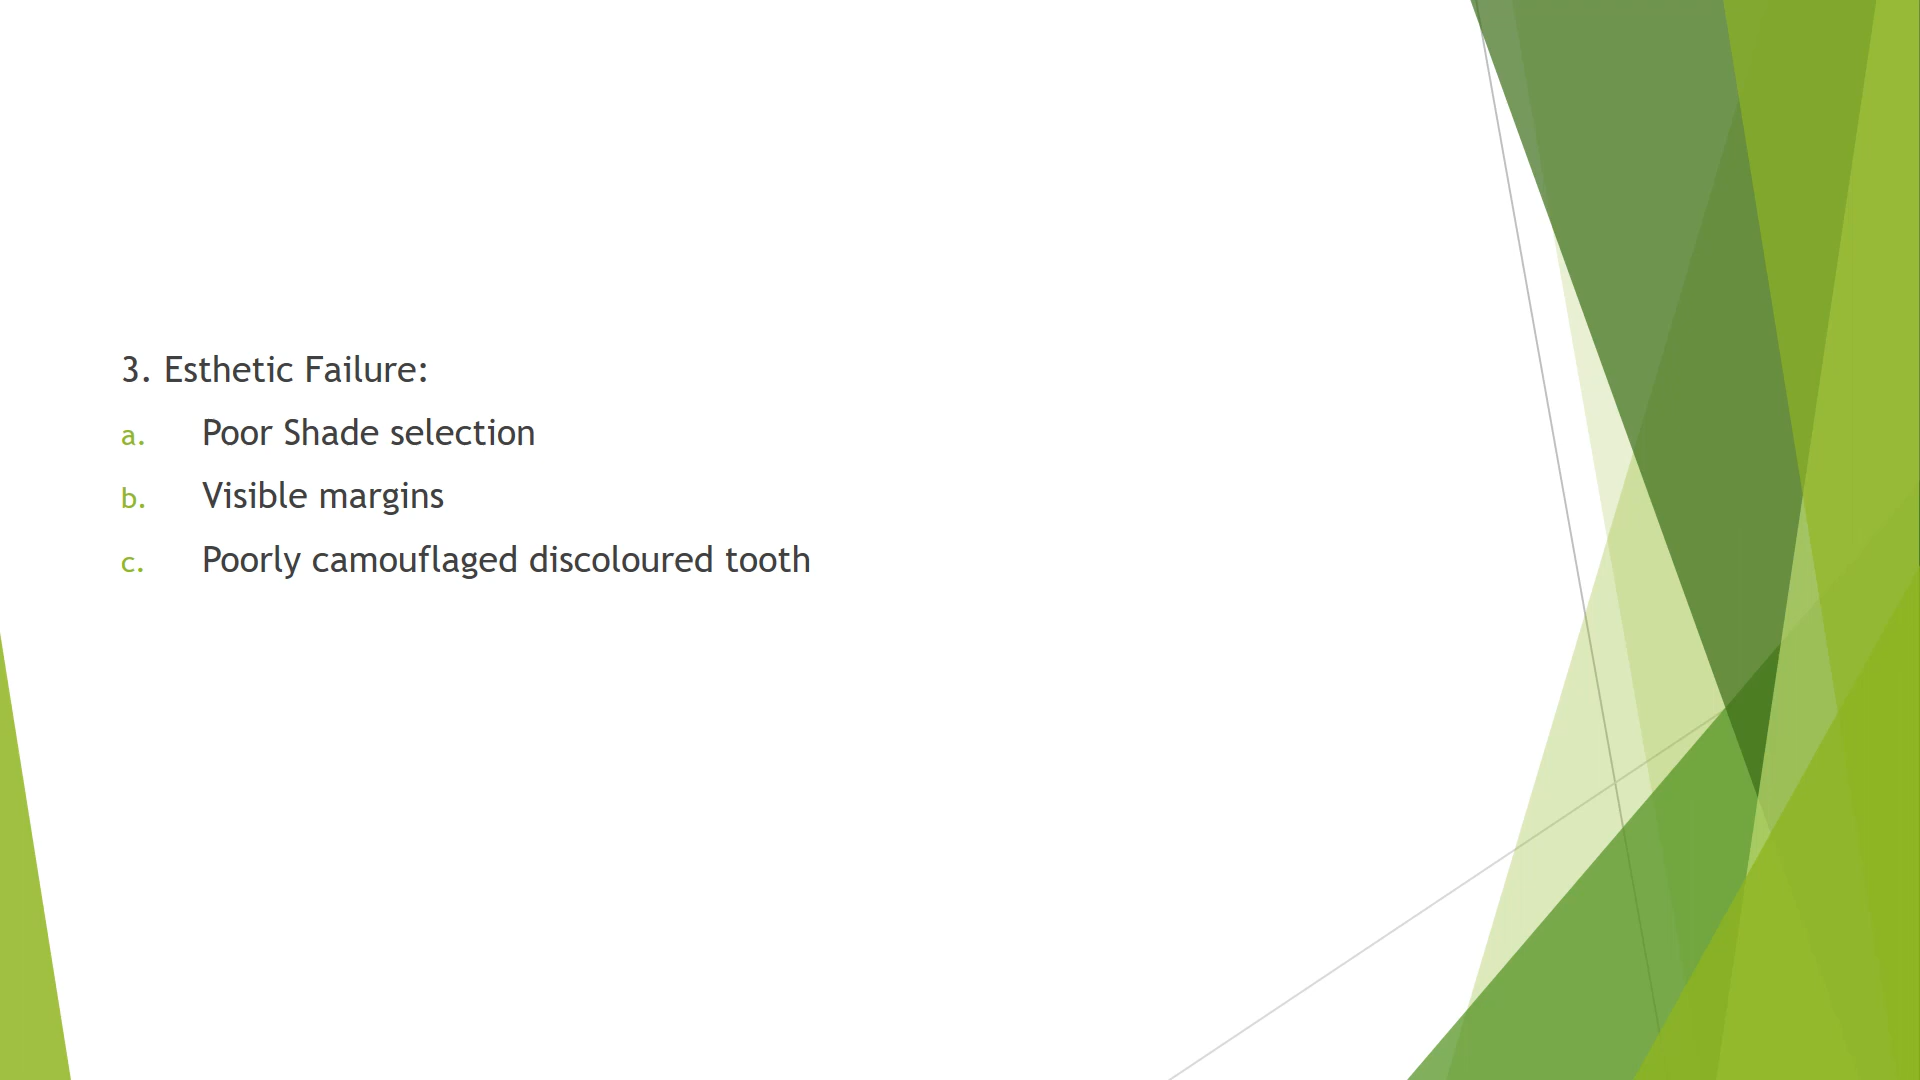 3. Esthetic Failure:
a. Poor Shade selection
b. Visible margins
c. Poorly camouflaged discoloured tooth